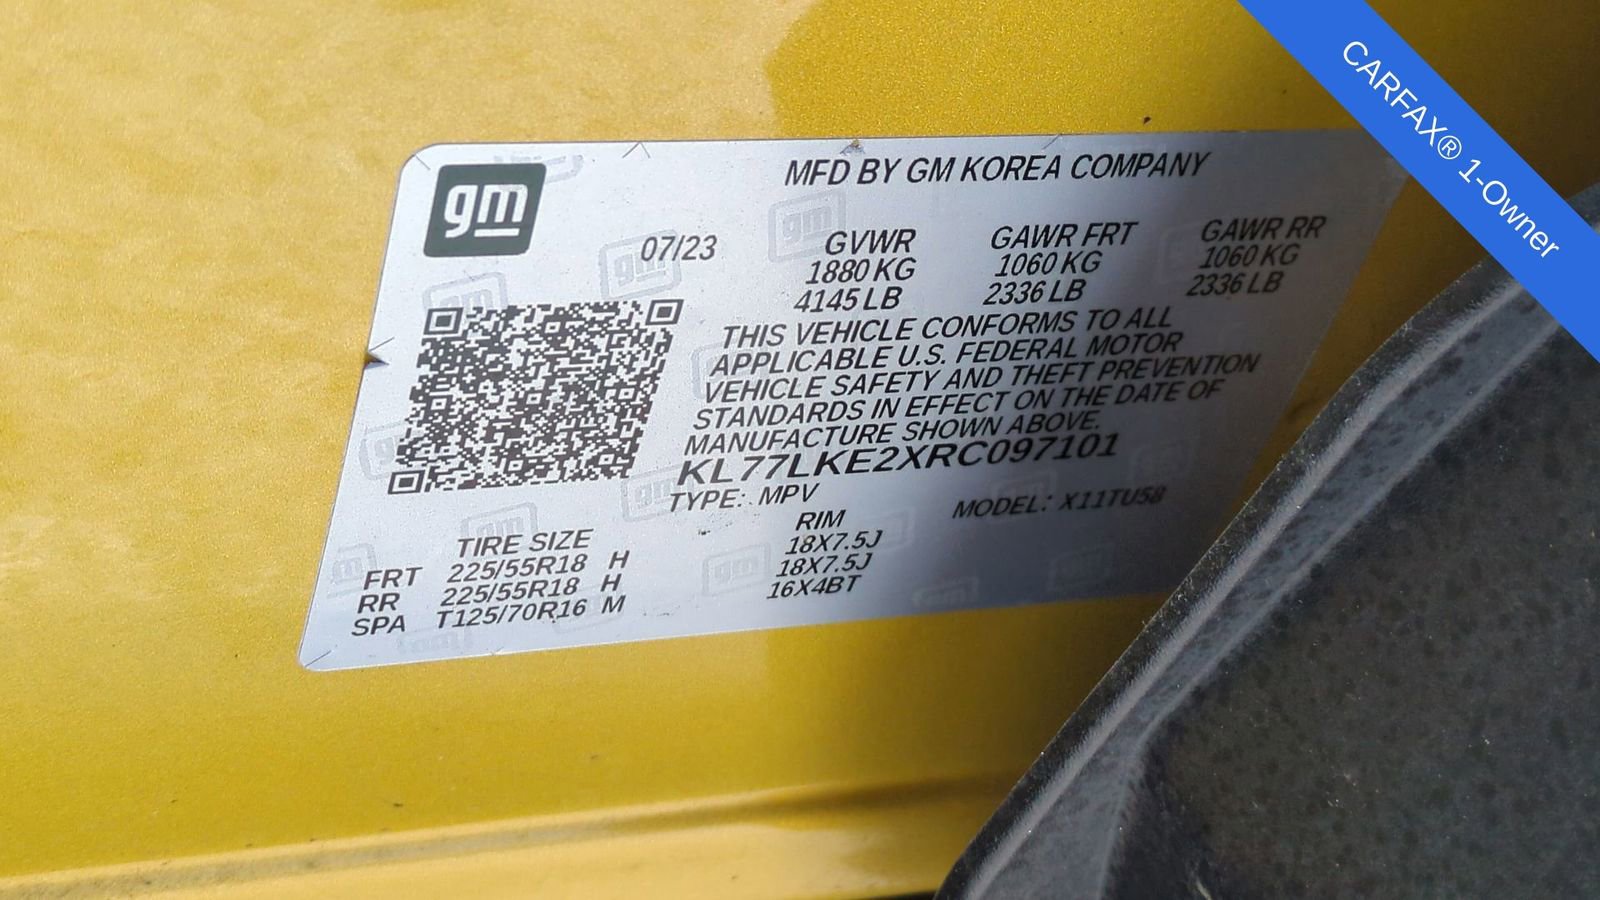 CARFAX® 1-Owner
gm
MFD BY GM KOREA COMPANY
07/23 GVWR GAWR FRT GAWR RR
1880 KG 1060 KG 1060 KG
4145 LB 2336 LB 2336 LB
THIS VEHICLE CONFORMS TO ALL
APPLICABLE U.S. FEDERAL MOTOR
VEHICLE SAFETY AND THEFT PREVENTION
STANDARDS IN EFFECT ON THE DATE OF
MANUFACTURE SHOWN ABOVE.
KL77LKE2XRC097101
TYPE: MPV MODEL: X11TU58
TIRE SIZE RIM
FRT 225/55R18 H 18X7.5J
RR 225/55R18 H 18X7.5J
SPA T125/70R16 M 16X4BT